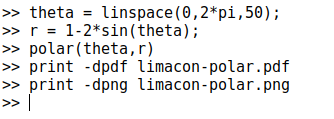 >> theta = linspace(0,2*pi,50);
>> r = 1-2*sin(theta);
>> polar(theta,r)
>> print -dpdf limacon-polar.pdf
>> print -dpng limacon-polar.png
>>